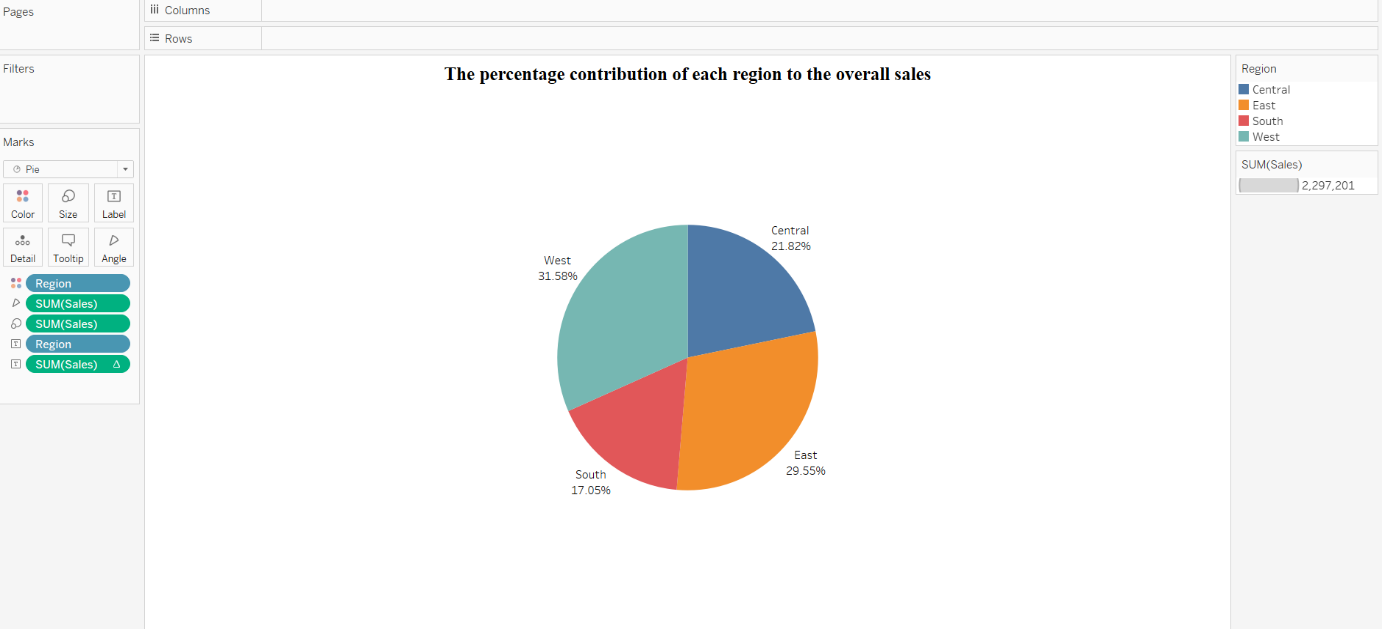 Pages
Columns
Rows
Filters
Marks
Pie
Color
Size
Label
Detail
Tooltip
Angle
Region
SUM(Sales)
SUM(Sales)
Region
SUM(Sales) Δ
The percentage contribution of each region to the overall sales
Central
21.82%
West
31.58%
East
29.55%
South
17.05%
Region
Central
East
South
West
SUM(Sales)
2,297,201